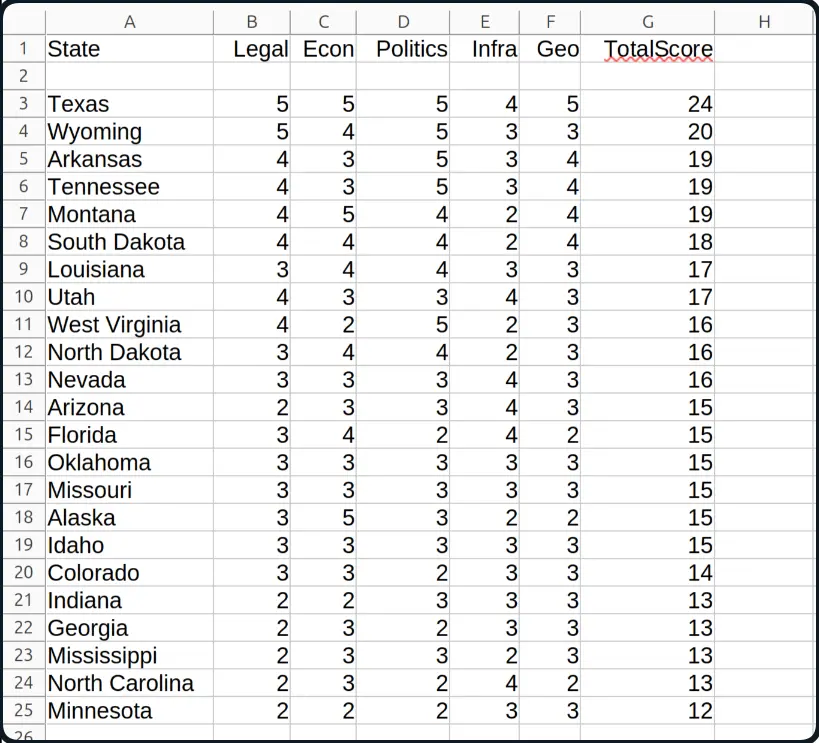 A B C D E F G H
1 State Legal Econ Politics Infra Geo TotalScore
2
3 Texas 5 5 5 4 5 24
4 Wyoming 5 4 5 3 3 20
5 Arkansas 4 3 5 3 4 19
6 Tennessee 4 3 5 3 4 19
7 Montana 4 5 4 2 4 19
8 South Dakota 4 4 4 2 4 18
9 Louisiana 3 4 4 3 3 17
10 Utah 4 3 3 4 3 17
11 West Virginia 4 2 5 2 3 16
12 North Dakota 3 4 4 2 3 16
13 Nevada 3 3 3 4 3 16
14 Arizona 2 3 3 4 3 15
15 Florida 3 4 2 4 2 15
16 Oklahoma 3 3 3 3 3 15
17 Missouri 3 3 3 3 3 15
18 Alaska 3 5 3 2 2 15
19 Idaho 3 3 3 3 3 15
20 Colorado 3 3 2 3 3 14
21 Indiana 2 2 3 3 3 13
22 Georgia 2 3 2 3 3 13
23 Mississippi 2 3 3 2 3 13
24 North Carolina 2 3 2 4 2 13
25 Minnesota 2 2 2 3 3 12
26